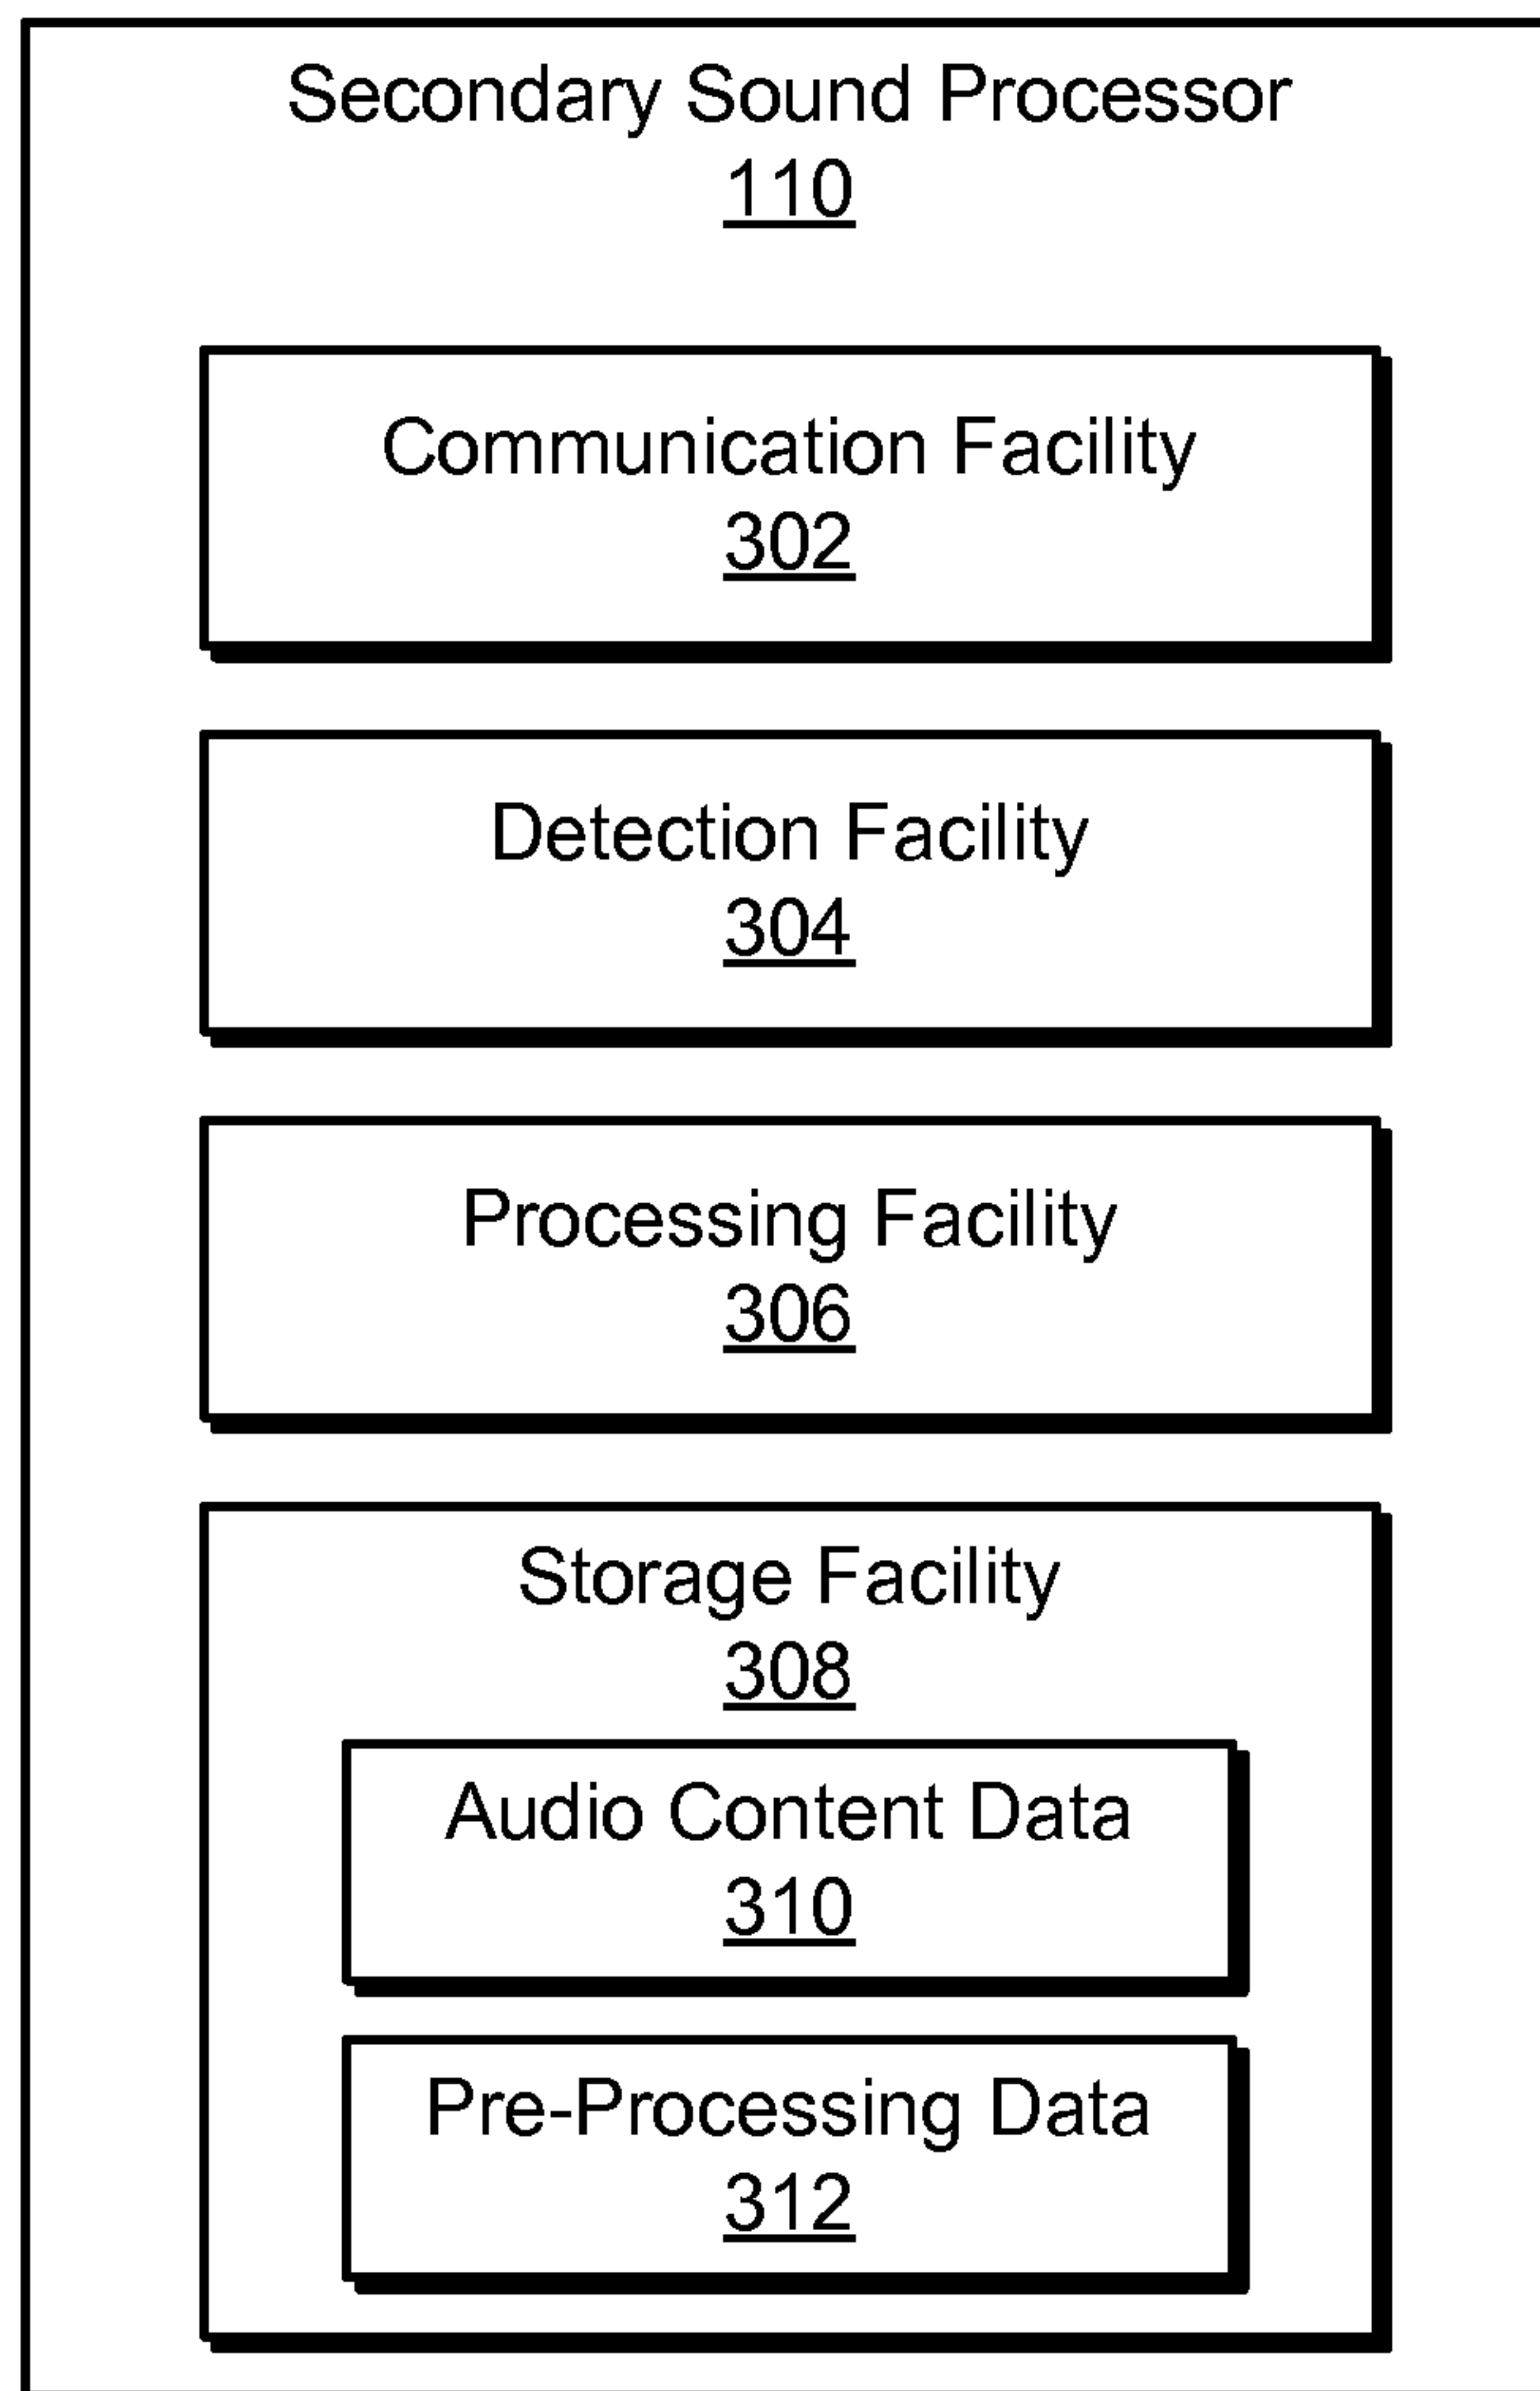 Secondary Sound Processor
110
Communication Facility
302
Detection Facility
304
Processing Facility
306
Storage Facility
308
Audio Content Data
310
Pre-Processing Data
312